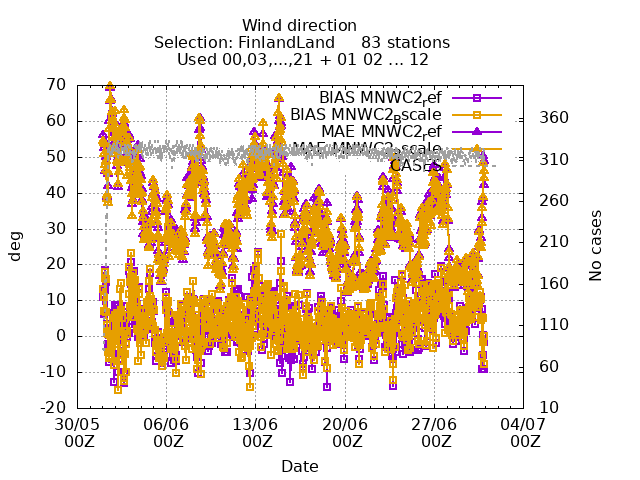 Wind direction
Selection: FinlandLand 83 stations
Used 00,03,...,21 + 01 02 ... 12
BIAS MNWC2ref
BIAS MNWC2Bscale
MAE MNWC2ref
MAE MNWC2Bscale
CASES
70
60
50
40
30
20
10
0
-10
-20
deg
360
310
260
210
160
110
60
10
No cases
30/05 06/06 13/06 20/06 27/06 04/07
00Z 00Z 00Z 00Z 00Z 00Z
Date